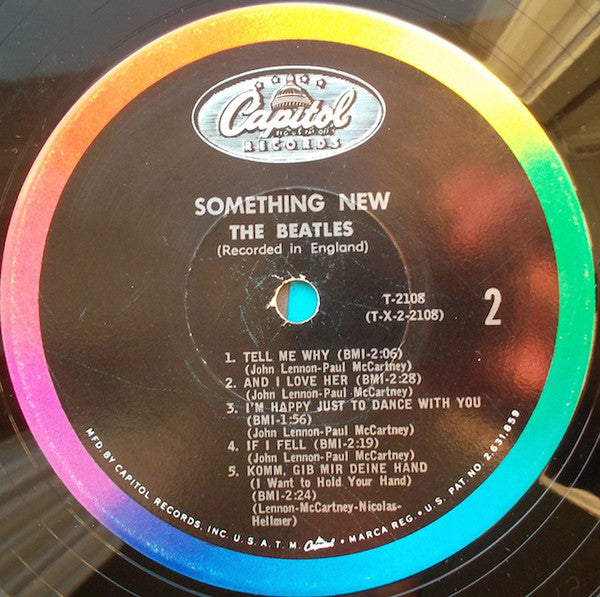 Capitol
RECORDS
SOMETHING NEW
THE BEATLES
(Recorded in England)
T-2108
(T-X-2-2108)
2
1. TELL ME WHY (BMI-2:06)
(John Lennon-Paul McCartney)
2. AND I LOVE HER (BMI-2:28)
(John Lennon-Paul McCartney)
3. I'M HAPPY JUST TO DANCE WITH YOU
(BMI-1:56)
(John Lennon-Paul McCartney)
4. IF I FELL (BMI-2:19)
(John Lennon-Paul McCartney)
5. KOMM, GIB MIR DEINE HAND
(I Want to Hold Your Hand)
(BMI-2:24)
(Lennon-McCartney-Nicolas-
Hellmer)
MFD BY CAPITOL RECORDS, INC. U.S.A. T.M. Capitol • MARCA REG. • U.S. PAT. NO. 2,631,859